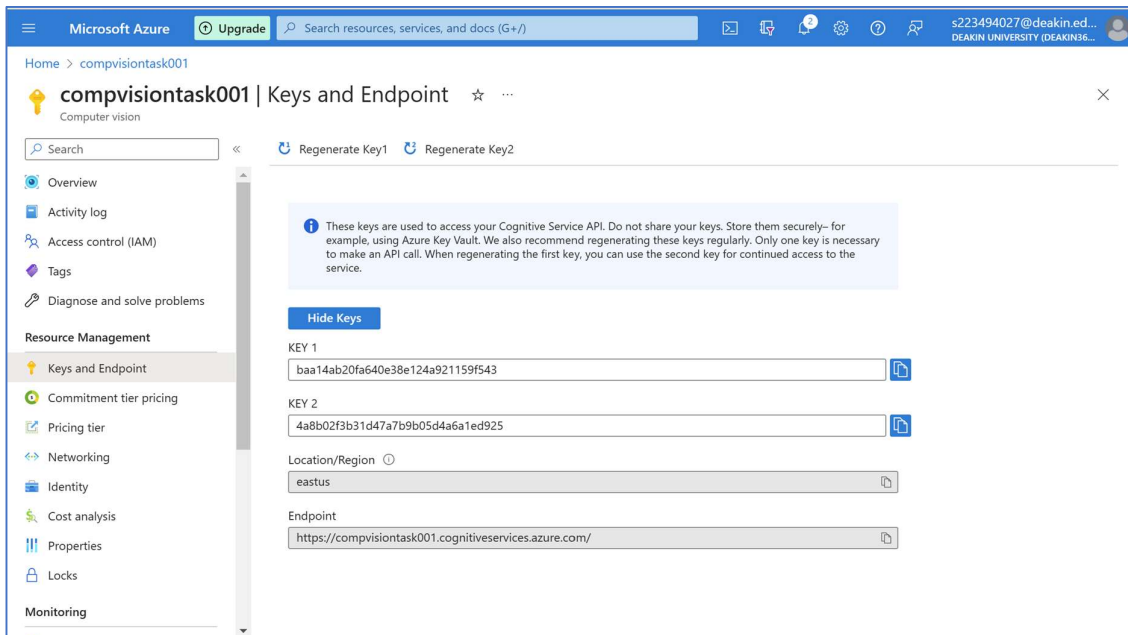 Microsoft Azure
Upgrade
Search resources, services, and docs (G+/)
2
s223494027@deakin.ed...
DEAKIN UNIVERSITY (DEAKIN36...
Home > compvisiontask001
compvisiontask001 | Keys and Endpoint
Computer vision
Search
Overview
Activity log
Access control (IAM)
Tags
Diagnose and solve problems
Resource Management
Keys and Endpoint
Commitment tier pricing
Pricing tier
Networking
Identity
Cost analysis
Properties
Locks
Monitoring
Regenerate Key1
Regenerate Key2
These keys are used to access your Cognitive Service API. Do not share your keys. Store them securely– for
example, using Azure Key Vault. We also recommend regenerating these keys regularly. Only one key is necessary
to make an API call. When regenerating the first key, you can use the second key for continued access to the
service.
Hide Keys
KEY 1
baa14ab20fa640e38e124a921159f543
KEY 2
4a8b02f3b31d47a7b9b05d4a6a1ed925
Location/Region
eastus
Endpoint
https://compvisiontask001.cognitiveservices.azure.com/